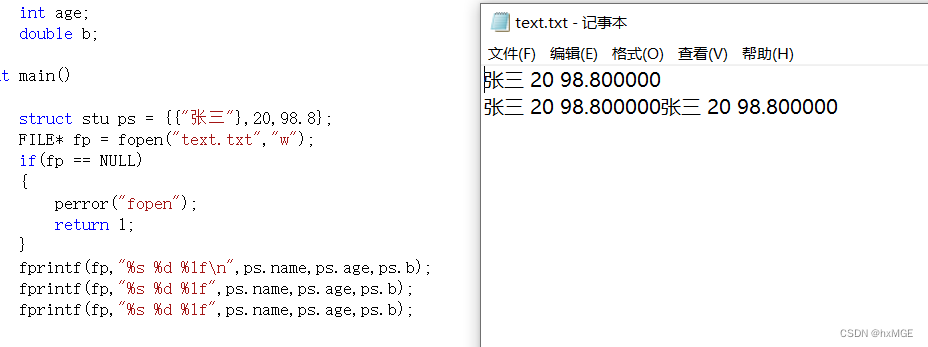 int age;
double b;
t main()
struct stu ps = {{"张三"},20,98.8};
FILE* fp = fopen("text.txt","w");
if(fp == NULL)
{
perror("fopen");
return 1;
}
fprintf(fp,"%s %d %lf\n",ps.name,ps.age,ps.b);
fprintf(fp,"%s %d %lf",ps.name,ps.age,ps.b);
fprintf(fp,"%s %d %lf",ps.name,ps.age,ps.b);
text.txt - 记事本
文件(F) 编辑(E) 格式(O) 查看(V) 帮助(H)
张三 20 98.800000
张三 20 98.800000张三 20 98.800000
CSDN @hxMGE